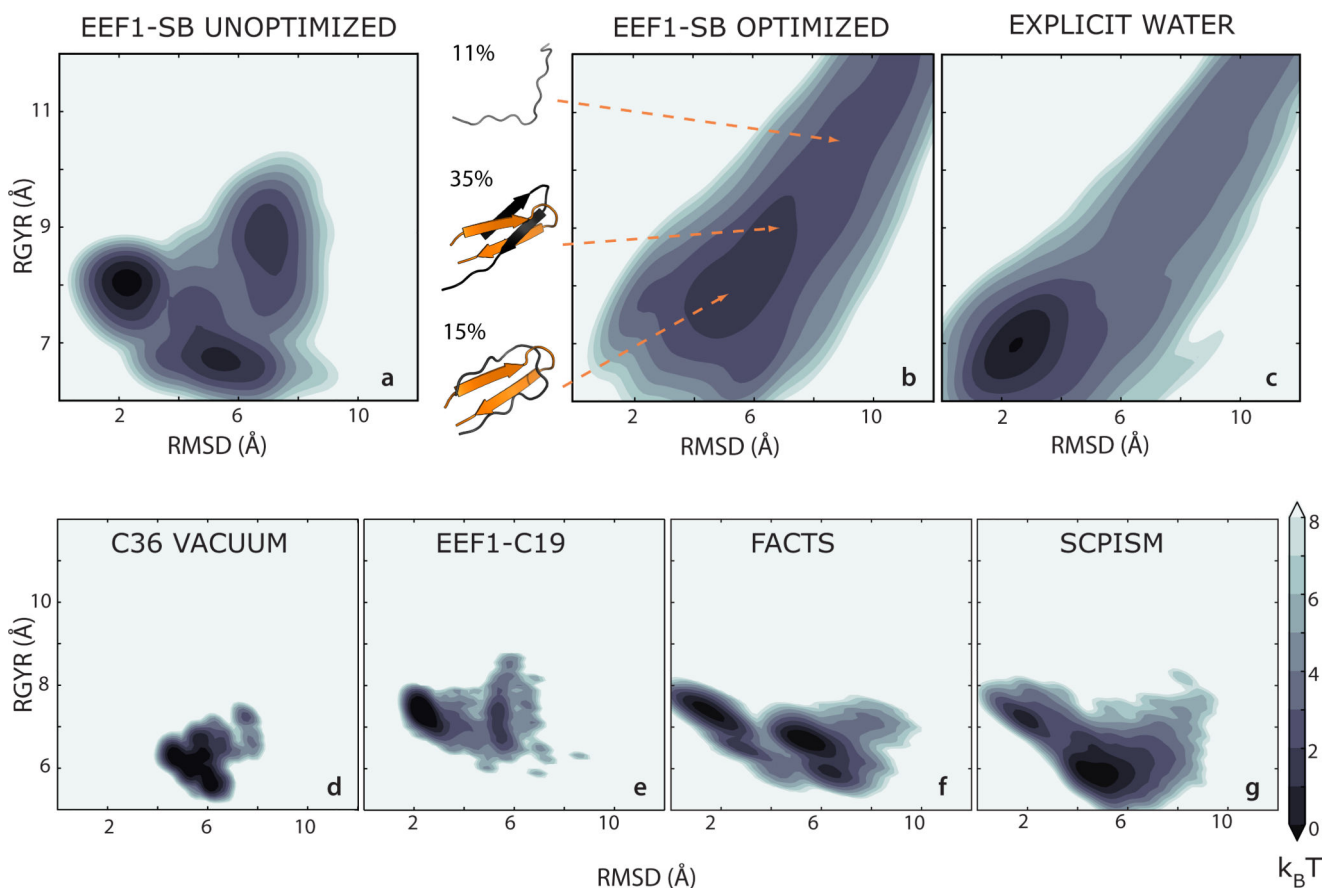 EEF1-SB UNOPTIMIZED
EEF1-SB OPTIMIZED
EXPLICIT WATER
11
9
7
RGYR (Å)
2
6
10
RMSD (Å)
a
11%
35%
15%
2
6
10
RMSD (Å)
b
2
6
10
RMSD (Å)
c
C36 VACUUM
EEF1-C19
FACTS
SCPISM
10
8
6
RGYR (Å)
d
e
f
g
2
6
10
2
6
10
2
6
10
2
6
10
RMSD (Å)
8
6
4
2
0
kBT